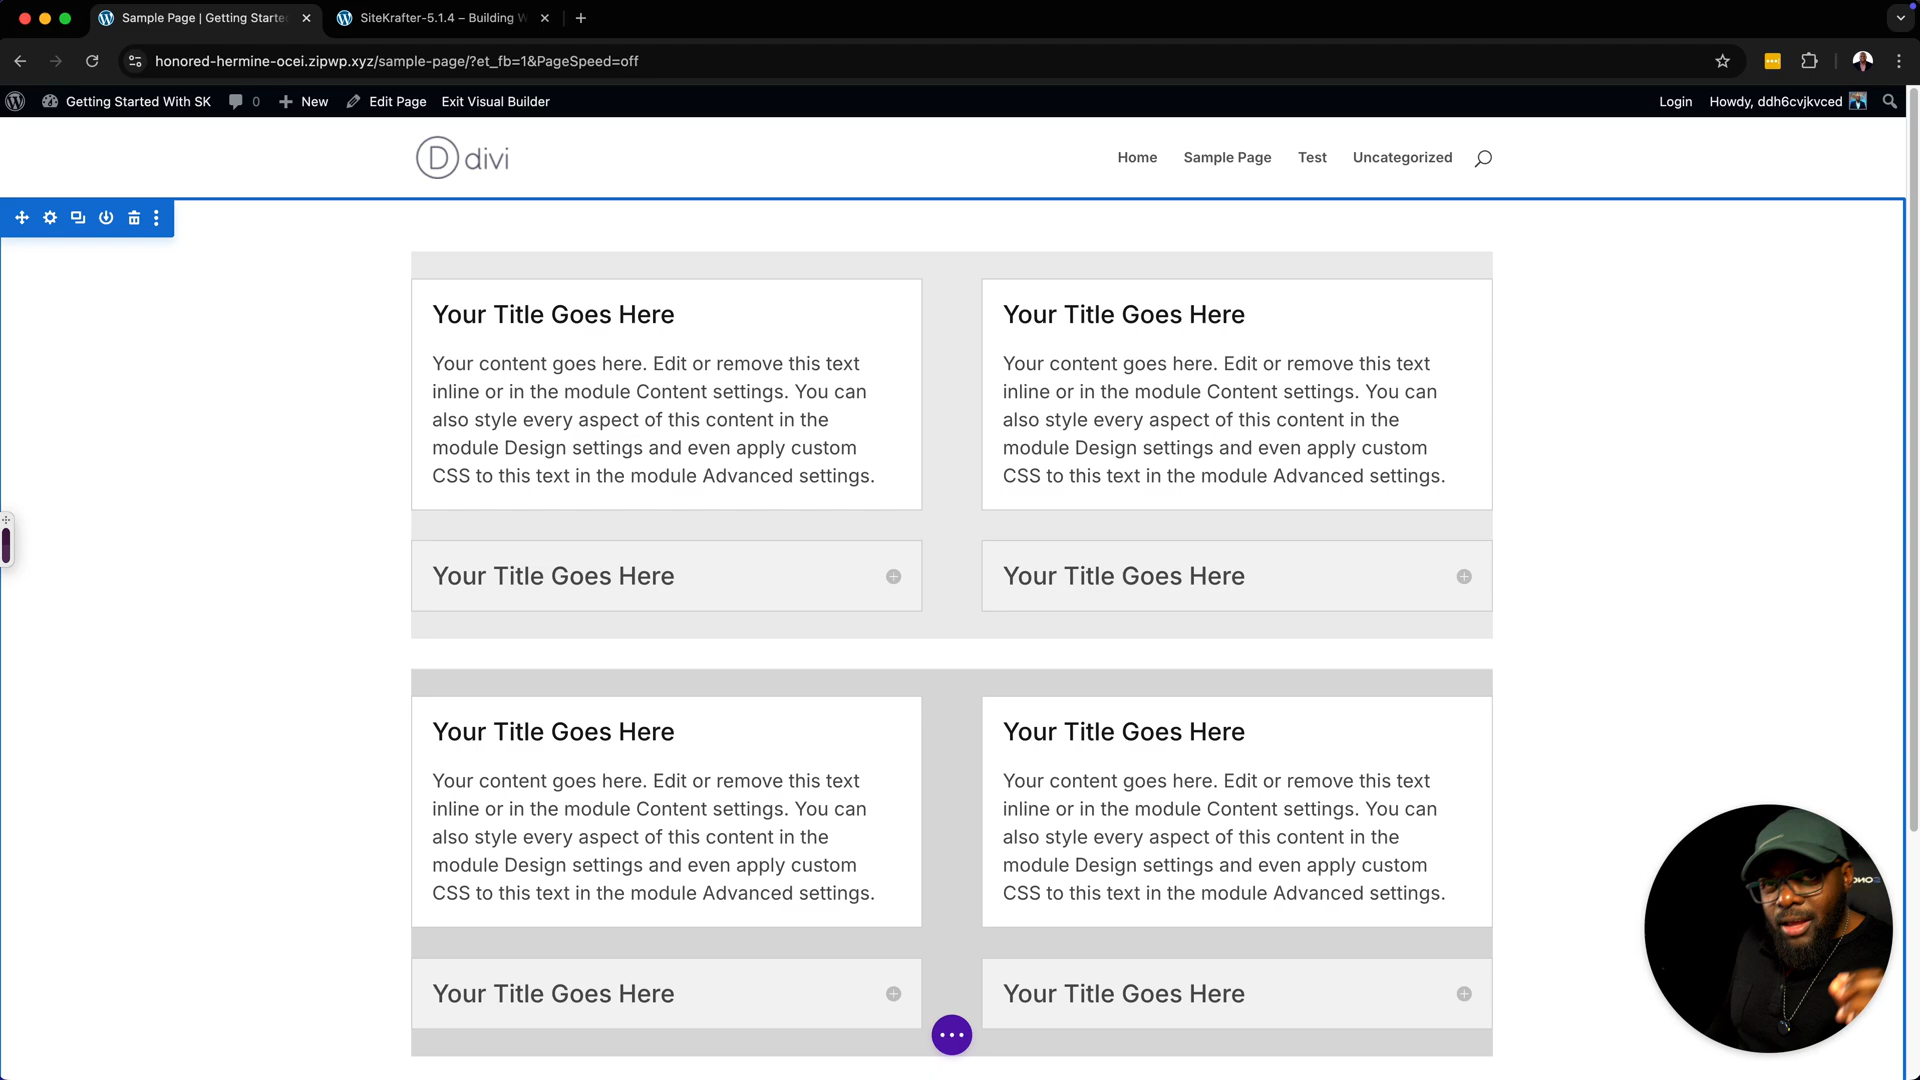 Sample Page | Getting Starte
SiteKrafter-5.1.4 – Building W
honored-hermine-ocei.zipwp.xyz/sample-page/?et_fb=1&PageSpeed=off
Getting Started With SK
0
New
Edit Page
Exit Visual Builder
Login
Howdy, ddh6cvjkvced
D divi
Home
Sample Page
Test
Uncategorized
Your Title Goes Here
Your content goes here. Edit or remove this text
inline or in the module Content settings. You can
also style every aspect of this content in the
module Design settings and even apply custom
CSS to this text in the module Advanced settings.
Your Title Goes Here
Your content goes here. Edit or remove this text
inline or in the module Content settings. You can
also style every aspect of this content in the
module Design settings and even apply custom
CSS to this text in the module Advanced settings.
Your Title Goes Here
Your Title Goes Here
Your Title Goes Here
Your content goes here. Edit or remove this text
inline or in the module Content settings. You can
also style every aspect of this content in the
module Design settings and even apply custom
CSS to this text in the module Advanced settings.
Your Title Goes Here
Your content goes here. Edit or remove this text
inline or in the module Content settings. You can
also style every aspect of this content in the
module Design settings and even apply custom
CSS to this text in the module Advanced settings.
Your Title Goes Here
Your Title Goes Here